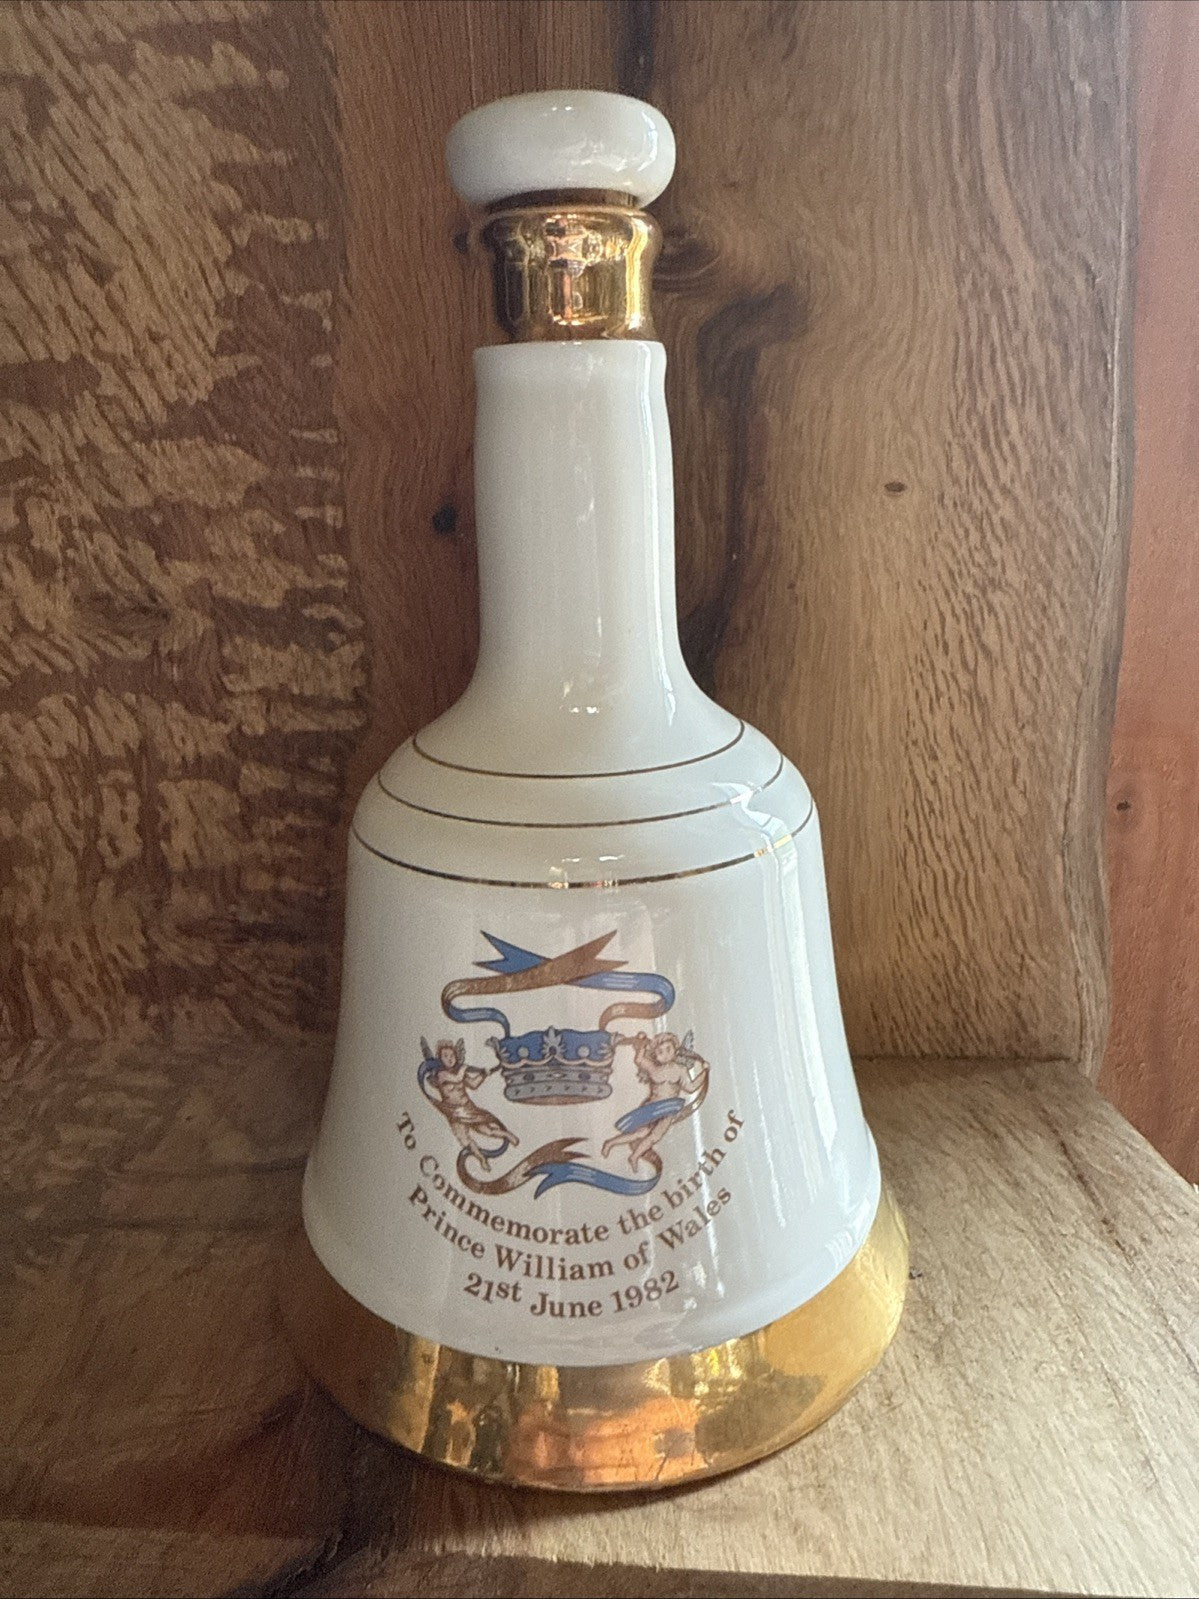 To Commemorate the birth of
Prince William of Wales
21st June 1982